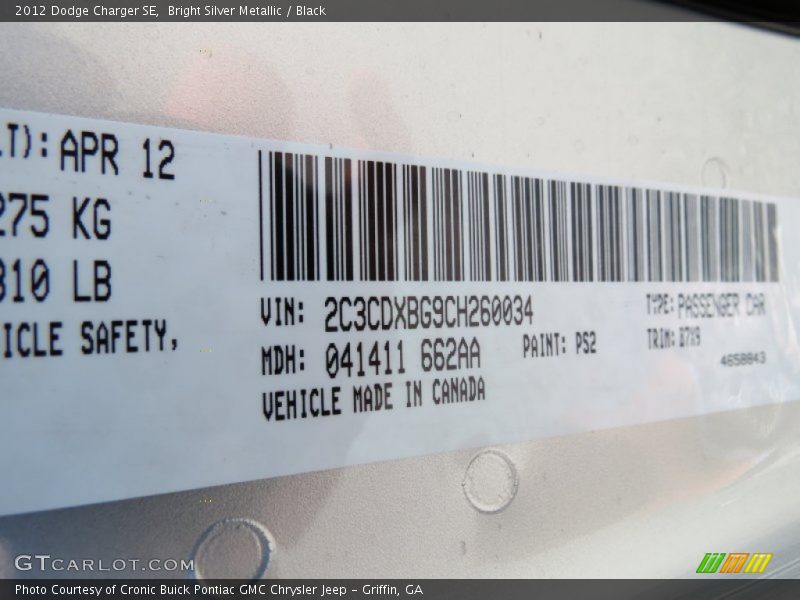 2012 Dodge Charger SE,  Bright Silver Metallic / Black
LT): APR 12
275 KG
310 LB
ICLE SAFETY,
VIN: 2C3CDXBG9CH260034
TYPE: PASSENGER CAR
MDH: 041411 662AA
PAINT: PS2
TRIM: B7X9
VEHICLE MADE IN CANADA
4658843
GTCARLOT.COM
Photo Courtesy of Cronic Buick Pontiac GMC Chrysler Jeep - Griffin, GA